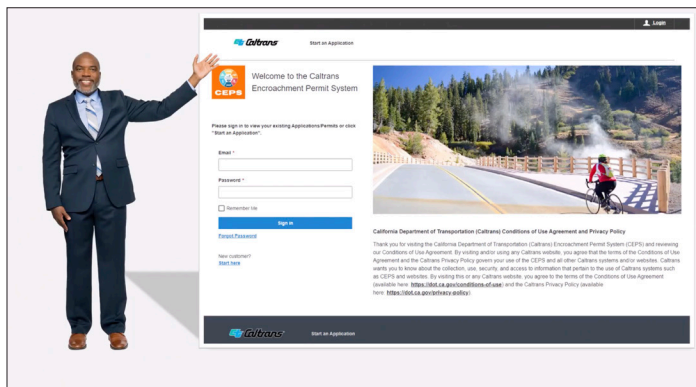 Login
Caltrans
Start an Application
CEPS
Welcome to the Caltrans
Encroachment Permit System
Please sign in to view your existing Applications/Permits or click
"Start an Application".
Email *
Password *
Remember Me
Sign in
Forgot Password
New customer?
Start here
California Department of Transportation (Caltrans) Conditions of Use Agreement and Privacy Policy
Thank you for visiting the California Department of Transportation (Caltrans) Encroachment Permit System (CEPS) and reviewing
our Conditions of Use Agreement. By visiting and/or using any Caltrans website, you agree that the terms of the Conditions of Use
Agreement and the Caltrans Privacy Policy govern your use of the CEPS and all other Caltrans systems and/or websites. Caltrans
wants you to know about the collection, use, security, and access to information that pertain to the use of Caltrans systems such
as CEPS and websites. By visiting this or any Caltrans website, you agree to the terms of the Conditions of Use Agreement
(available here: https://dot.ca.gov/conditions-of-use) and the Caltrans Privacy Policy (available
here: https://dot.ca.gov/privacy-policy)
Caltrans
Start an Application